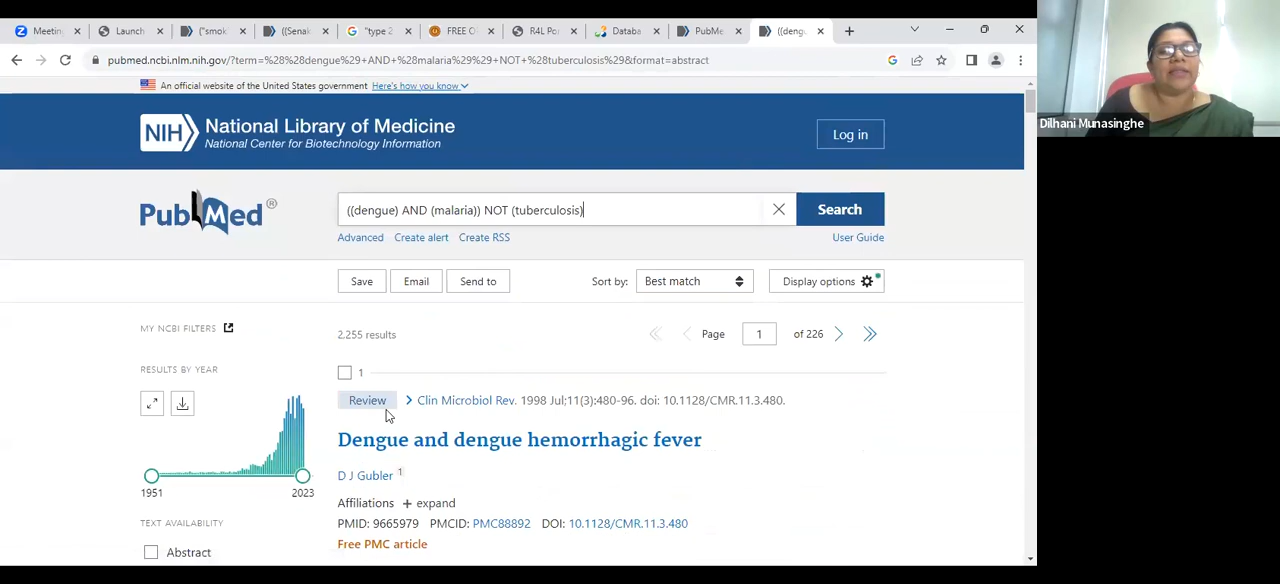 Meeting
Launch
("smok
((Senak
"type 2
FREE O
R4L Po
Databa
PubMe
((deng
pubmed.ncbi.nlm.nih.gov/?term=%28%28dengue%29+AND+%28malaria%29%29+NOT+%28tuberculosis%29&format=abstract
An official website of the United States government Here's how you know
NIH National Library of Medicine
National Center for Biotechnology Information
Log in
PubMed®
((dengue) AND (malaria)) NOT (tuberculosis)
Search
Advanced Create alert Create RSS
User Guide
Save Email Send to
Sort by: Best match
Display options
MY NCBI FILTERS
2,255 results
Page 1 of 226
RESULTS BY YEAR
1951 2023
TEXT AVAILABILITY
Abstract
1
Review Clin Microbiol Rev. 1998 Jul;11(3):480-96. doi: 10.1128/CMR.11.3.480.
Dengue and dengue hemorrhagic fever
D J Gubler 1
Affiliations + expand
PMID: 9665979 PMCID: PMC88892 DOI: 10.1128/CMR.11.3.480
Free PMC article
Dilhani Munasinghe